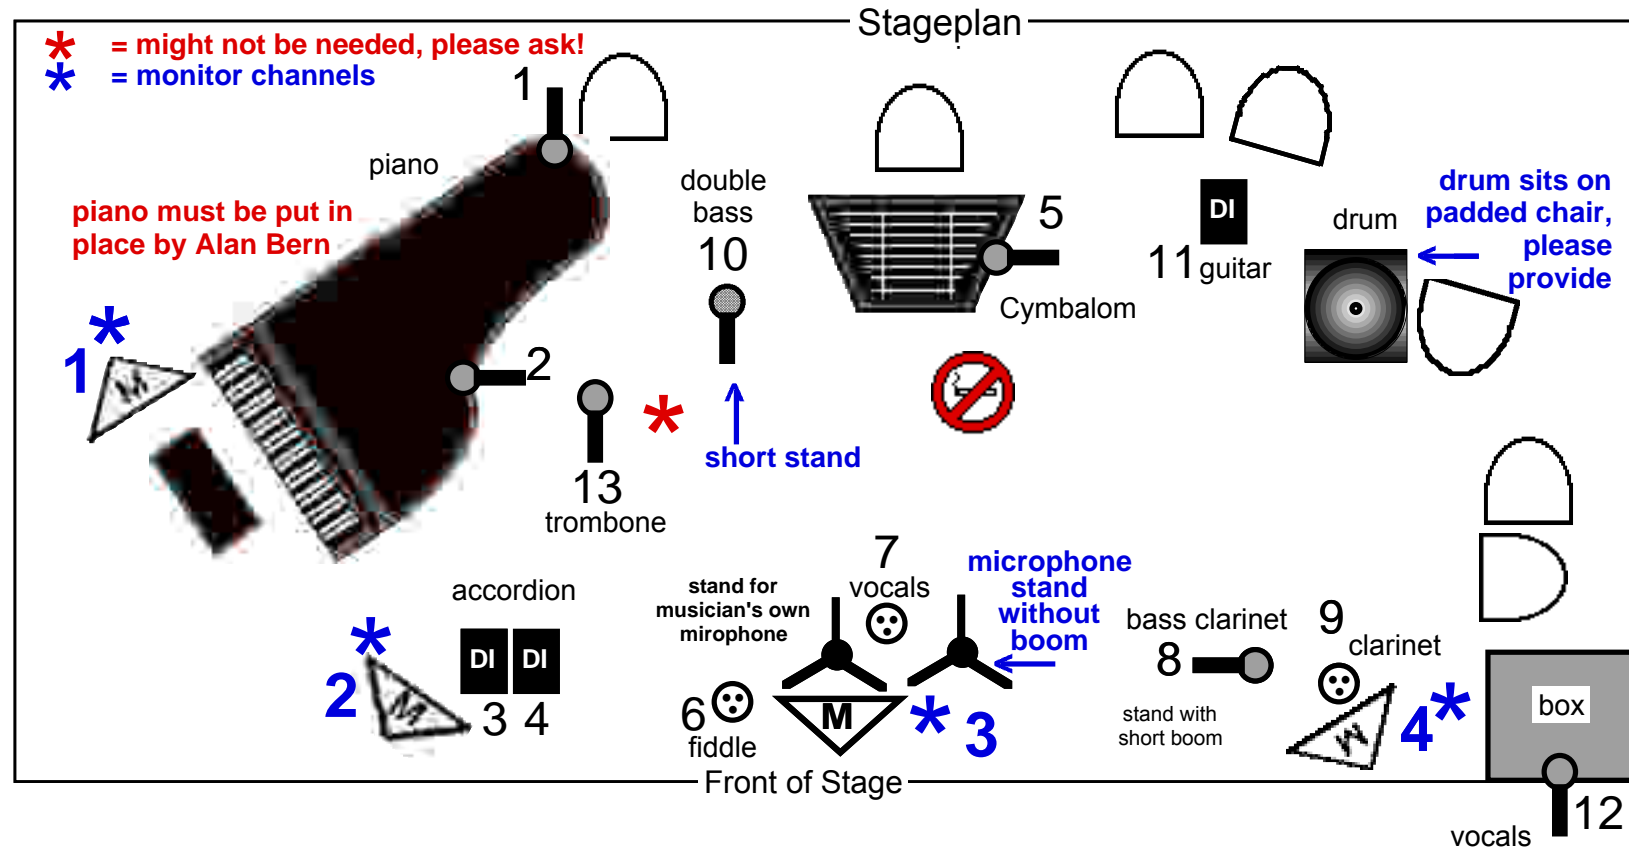 Stageplan
* = might not be needed, please ask!
* = monitor channels
1
piano
piano must be put in
place by Alan Bern
double
bass
10
5
Cymbalom
DI
11 guitar
drum
drum sits on
padded chair,
please
provide
1*
M
2
*
13
trombone
short stand
accordion
DI DI
3 4
*
2
M
stand for
musician's own
mirophone
7
vocals
microphone
stand
without
boom
6
fiddle
M
* 3
bass clarinet
8
stand with
short boom
9
clarinet
M
4*
box
Front of Stage
12
vocals